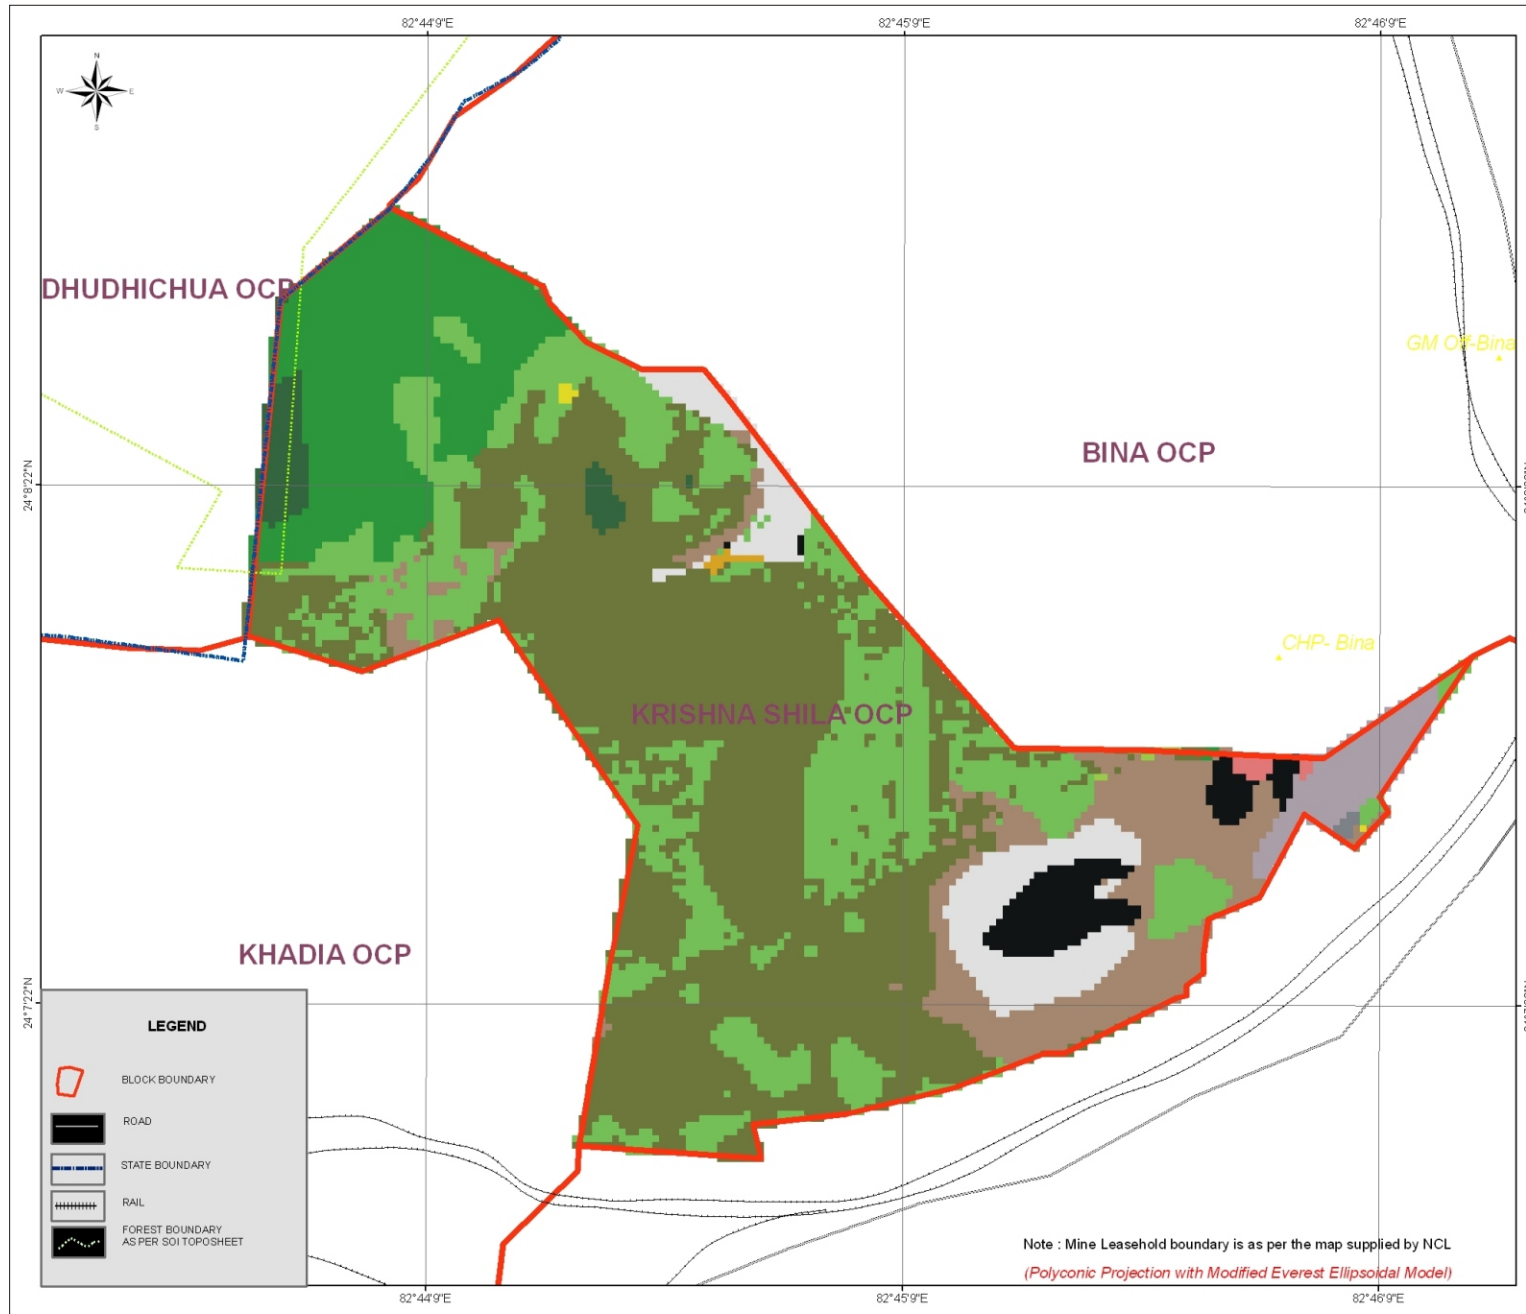 82°44'9"E 82°45'9"E 82°46'9"E
N
W E
S
DHUDHICHUA OCP
GM Off-Bina
BINA OCP
24°8'22"N
CHP- Bina
KRISHNA SHILA OCP
KHADIA OCP
24°7'22"N
LEGEND
BLOCK BOUNDARY
ROAD
STATE BOUNDARY
RAIL
FOREST BOUNDARY
AS PER SOI TOPOSHEET
Note : Mine Leasehold boundary is as per the map supplied by NCL
(Polyconic Projection with Modified Everest Ellipsoidal Model)
82°44'9"E 82°45'9"E 82°46'9"E